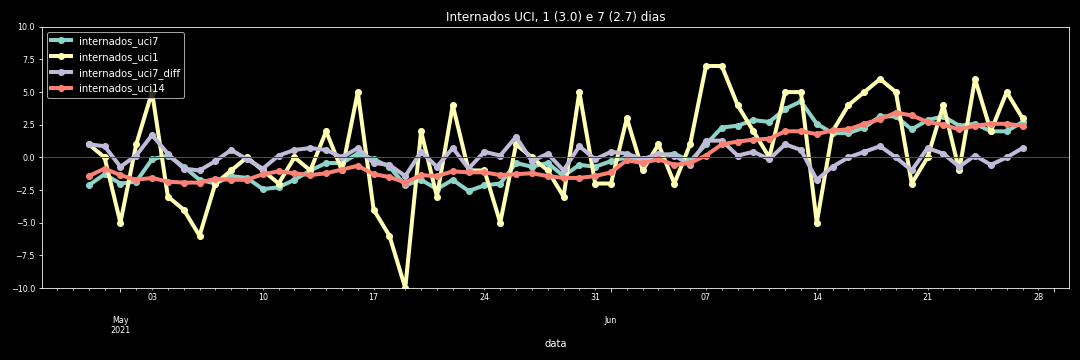 Internados UCI, 1 (3.0) e 7 (2.7) dias
10.0
7.5
5.0
2.5
0.0
−2.5
−5.0
−7.5
−10.0
internados_uci7
internados_uci1
internados_uci7_diff
internados_uci14
03 10 17 24 31 07 14 21 28
May Jun
2021
data